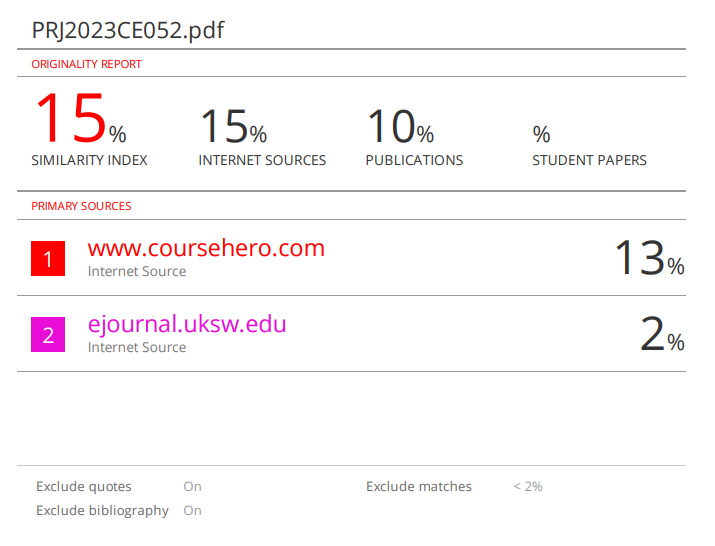 PRJ2023CE052.pdf
ORIGINALITY REPORT
15% 15% 10% %
SIMILARITY INDEX INTERNET SOURCES PUBLICATIONS STUDENT PAPERS
PRIMARY SOURCES
1 www.coursehero.com 13%
Internet Source
2 ejournal.uksw.edu 2%
Internet Source
Exclude quotes On Exclude matches < 2%
Exclude bibliography On